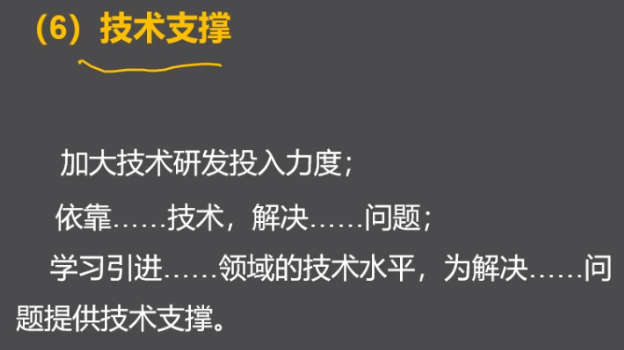 （6）技术支撑
加大技术研发投入力度；
依靠……技术，解决……问题；
学习引进……领域的技术水平，为解决……问
题提供技术支撑。